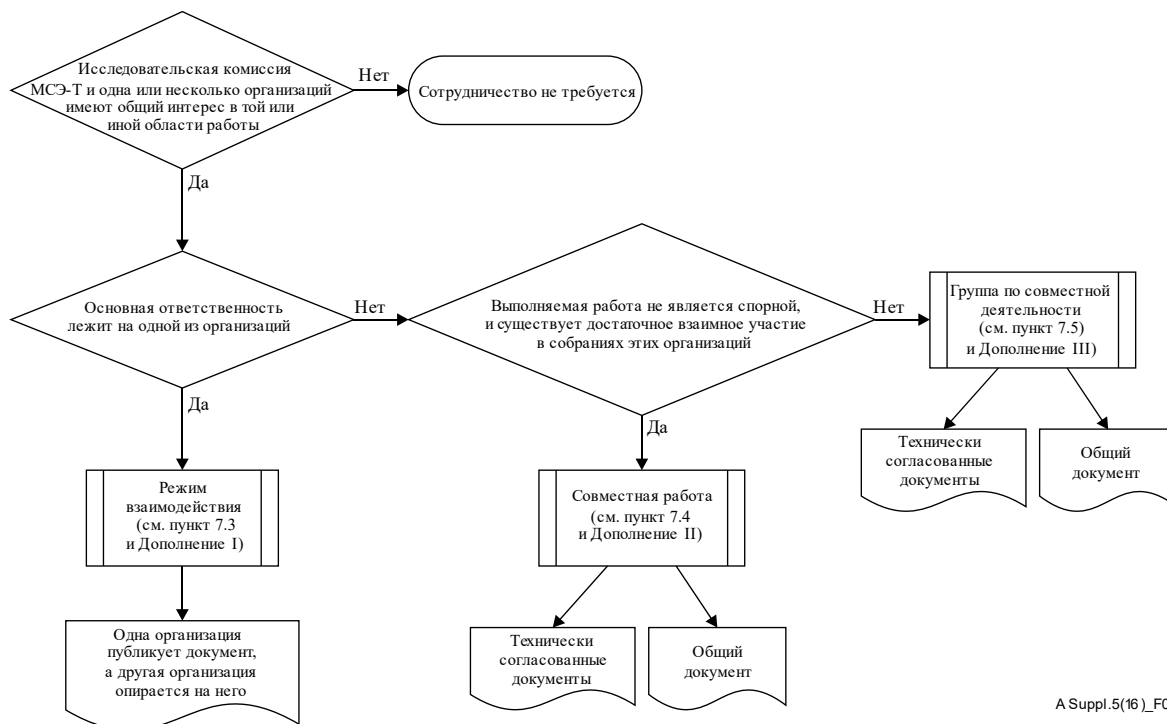 Исследовательская комиссия
МСЭ-Т и одна или несколько организаций
имеют общий интерес в той или
иной области работы
Нет
Сотрудничество не требуется
Да
Основная ответственность
лежит на одной из организаций
Нет
Выполняемая работа не является спорной,
и существует достаточное взаимное участие
в собраниях этих организаций
Нет
Группа по совместной
деятельности
(см. пункт 7.5)
и Дополнение III)
Да
Режим
взаимодействия
(см. пункт 7.3
и Дополнение I)
Да
Совместная работа
(см. пункт 7.4
и Дополнение II)
Технически
согласованные
документы
Общий
документ
Одна организация
публикует документ,
а другая организация
опирается на него
Технически
согласованные
документы
Общий
документ
A Suppl.5(16)_F0